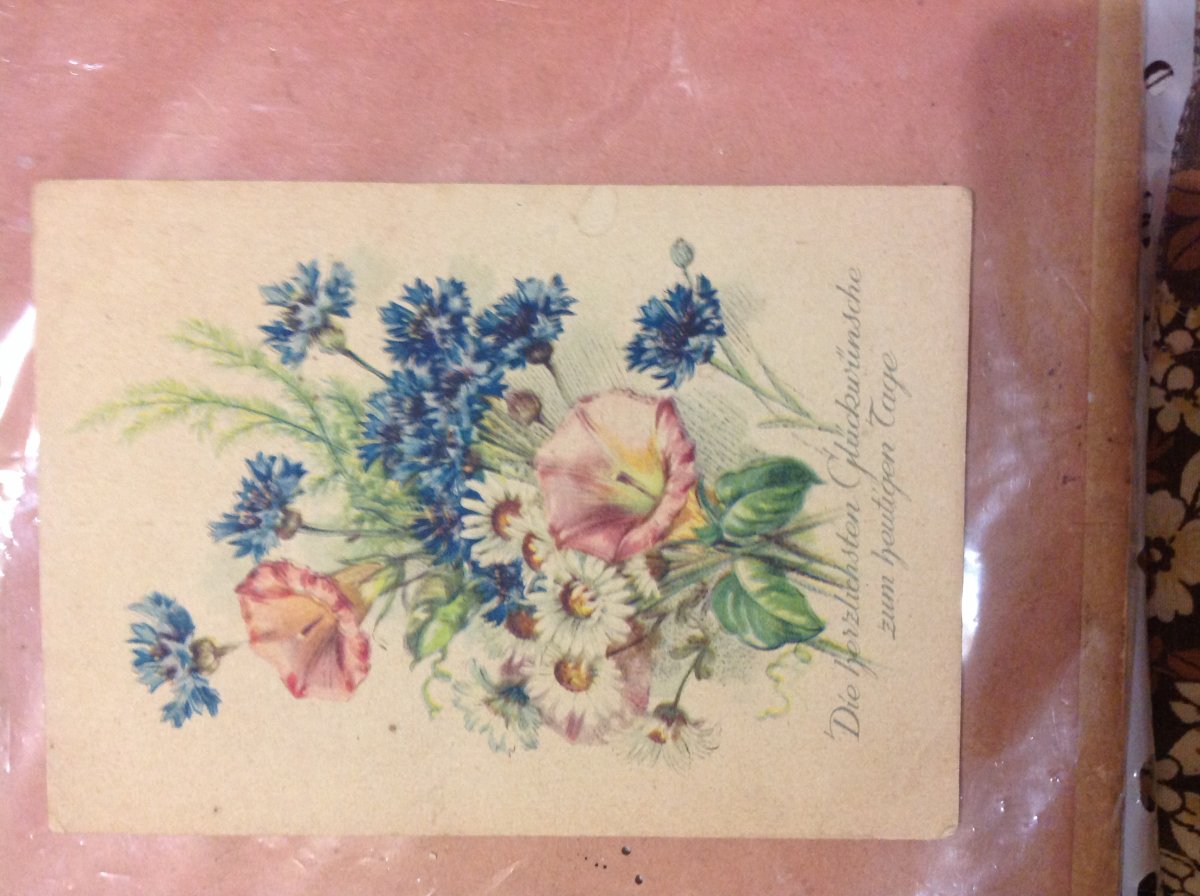 Die herzlichsten Glückwünsche
zum heutigen Tage